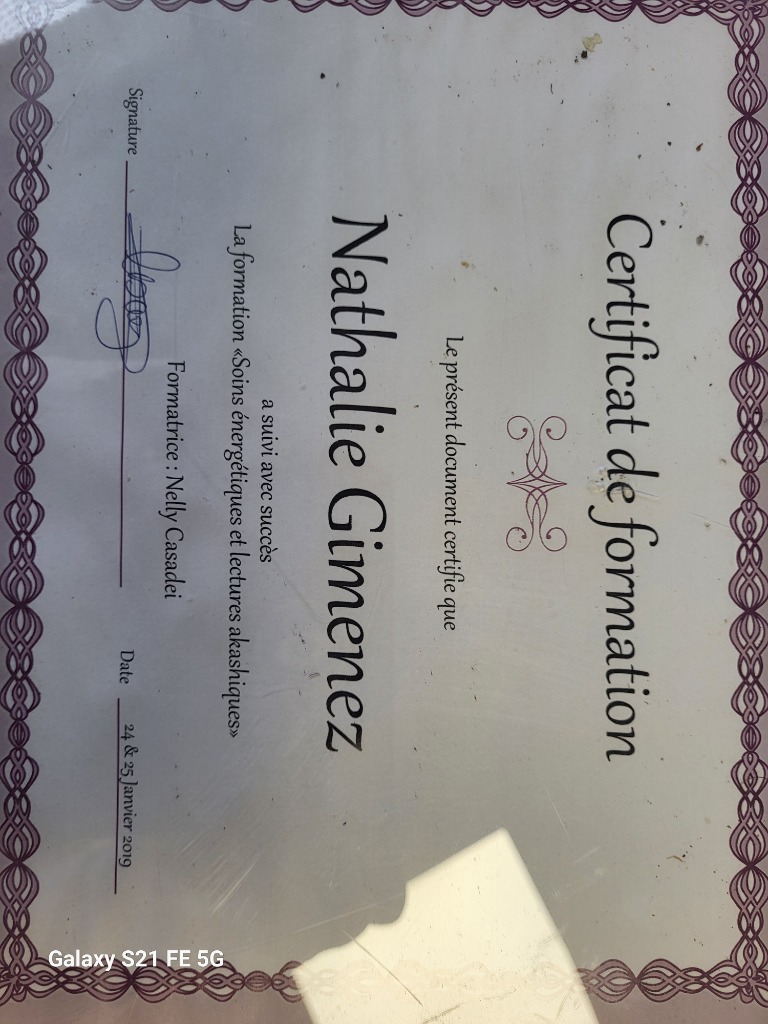 Certificat de formation
Le présent document certifie que
Nathalie Gimenez
a suivi avec succès
La formation «Soins énergétiques et lectures akashiques»
Formatrice : Nelly Casadei
Signature
Date 24 & 25 Janvier 2019
Galaxy S21 FE 5G